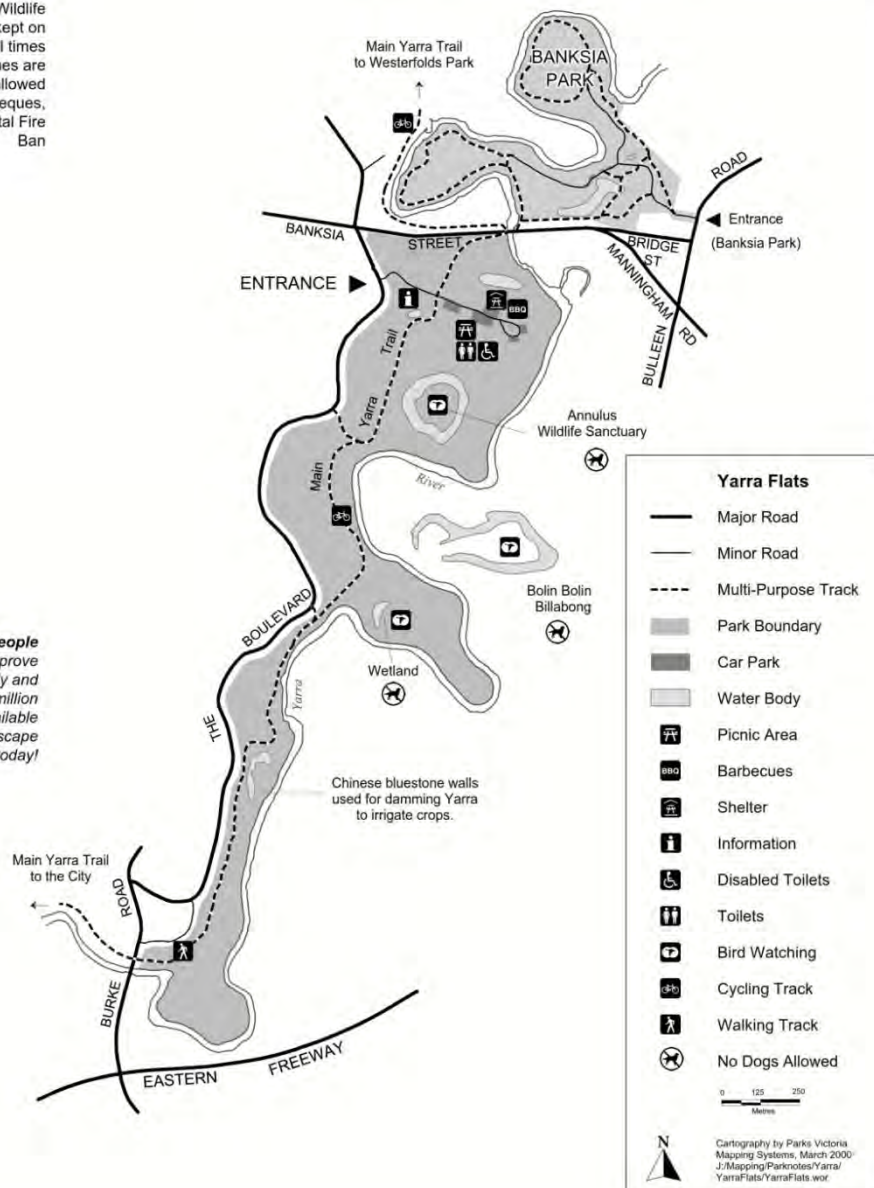 Wildlife
kept on
l times
ues are
llowed
eques,
tal Fire
Ban
Main Yarra Trail
to Westerfolds Park
BANKSIA
PARK
ROAD
BANKSIA
STREET
BRIDGE
ST
Entrance
(Banksia Park)
MANNINGHAM
RD
BULLEEN
ENTRANCE
BBQ
Trail
Yarra
Main
Annulus
Wildlife Sanctuary
River
Bolin Bolin
Billabong
BOULEVARD
THE
Wetland
Yarra
eople
prove
ly and
million
ailable
scape
oday!
Chinese bluestone walls
used for damming Yarra
to irrigate crops.
Main Yarra Trail
to the City
ROAD
BURKE
EASTERN
FREEWAY
Yarra Flats
Major Road
Minor Road
Multi-Purpose Track
Park Boundary
Car Park
Water Body
Picnic Area
BBQ Barbecues
Shelter
Information
Disabled Toilets
Toilets
Bird Watching
Cycling Track
Walking Track
No Dogs Allowed
0 125 250
Metres
N
Cartography by Parks Victoria
Mapping Systems, March 2000
J:/Mapping/Parknotes/Yarra/
YarraFlats/YarraFlats.wor